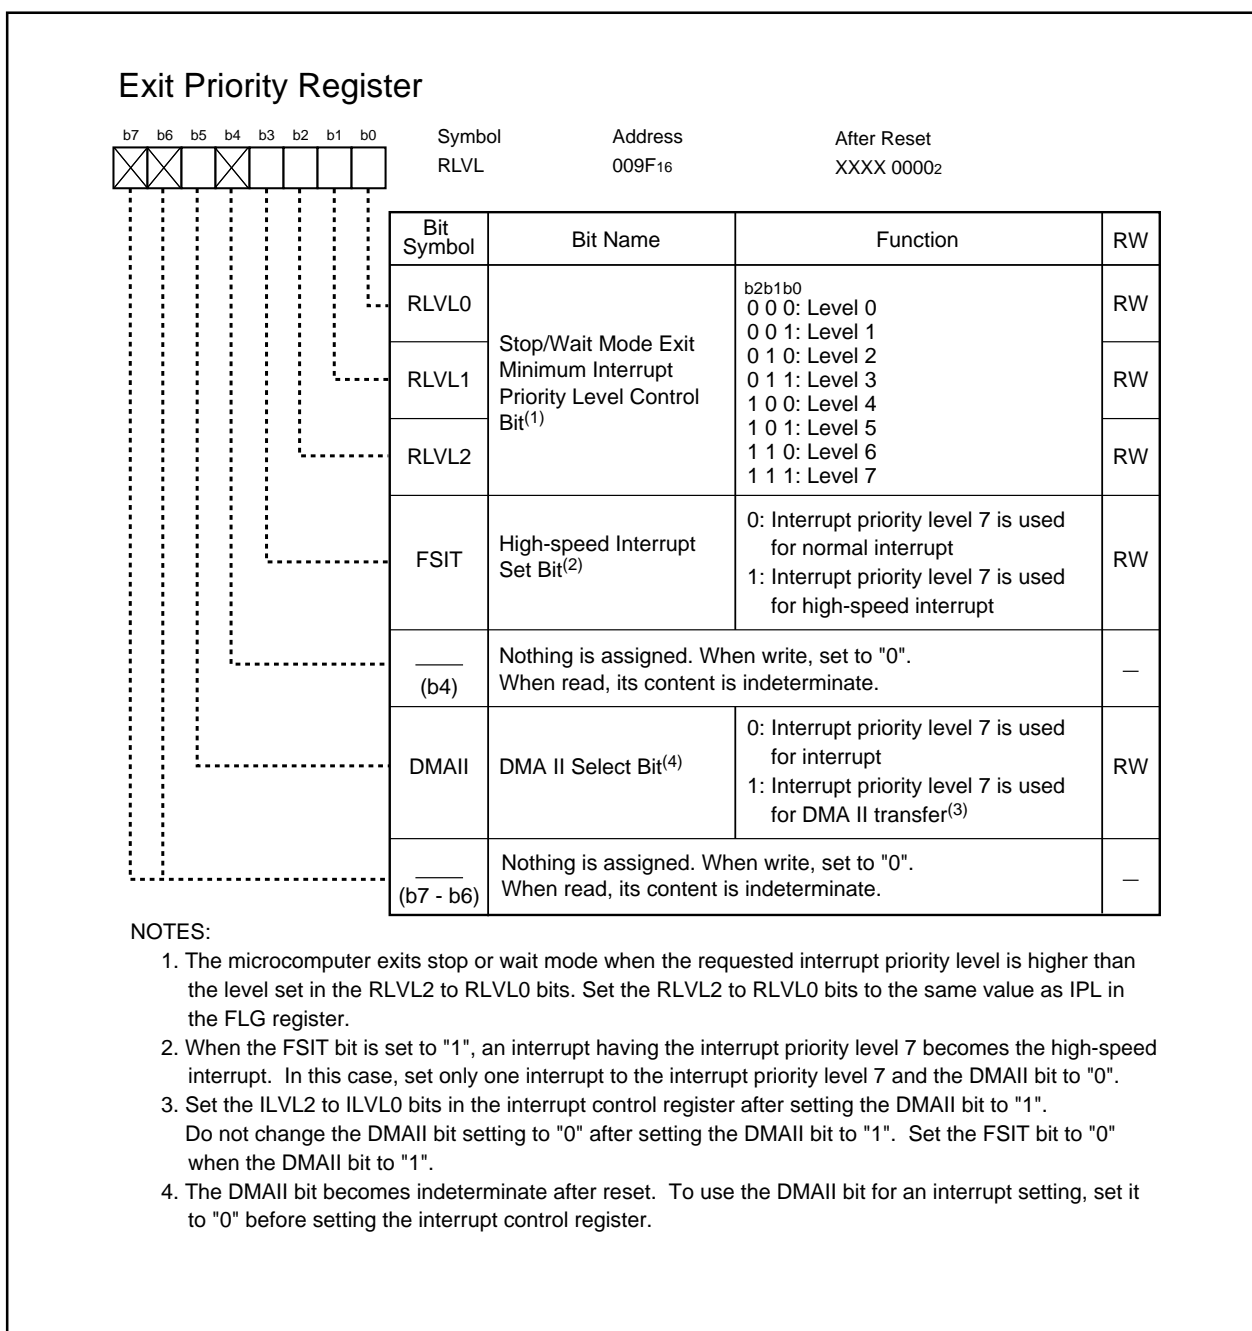 Exit Priority Register
b7 b6 b5 b4 b3 b2 b1 b0
Symbol Address After Reset
RLVL 009F16 XXXX 00002
Bit Symbol Bit Name Function RW
RLVL0 RW
RLVL1 RW
RLVL2 RW
Stop/Wait Mode Exit
Minimum Interrupt
Priority Level Control
Bit(1)
b2b1b0
0 0 0: Level 0
0 0 1: Level 1
0 1 0: Level 2
0 1 1: Level 3
1 0 0: Level 4
1 0 1: Level 5
1 1 0: Level 6
1 1 1: Level 7
FSIT
High-speed Interrupt
Set Bit(2)
0: Interrupt priority level 7 is used
for normal interrupt
1: Interrupt priority level 7 is used
for high-speed interrupt
RW
(b4)
Nothing is assigned. When write, set to "0".
When read, its content is indeterminate.
—
DMAII
DMA II Select Bit(4)
0: Interrupt priority level 7 is used
for interrupt
1: Interrupt priority level 7 is used
for DMA II transfer(3)
RW
(b7 - b6)
Nothing is assigned. When write, set to "0".
When read, its content is indeterminate.
—
NOTES:
1. The microcomputer exits stop or wait mode when the requested interrupt priority level is higher than
the level set in the RLVL2 to RLVL0 bits. Set the RLVL2 to RLVL0 bits to the same value as IPL in
the FLG register.
2. When the FSIT bit is set to "1", an interrupt having the interrupt priority level 7 becomes the high-speed
interrupt. In this case, set only one interrupt to the interrupt priority level 7 and the DMAII bit to "0".
3. Set the ILVL2 to ILVL0 bits in the interrupt control register after setting the DMAII bit to "1".
Do not change the DMAII bit setting to "0" after setting the DMAII bit to "1". Set the FSIT bit to "0"
when the DMAII bit to "1".
4. The DMAII bit becomes indeterminate after reset. To use the DMAII bit for an interrupt setting, set it
to "0" before setting the interrupt control register.